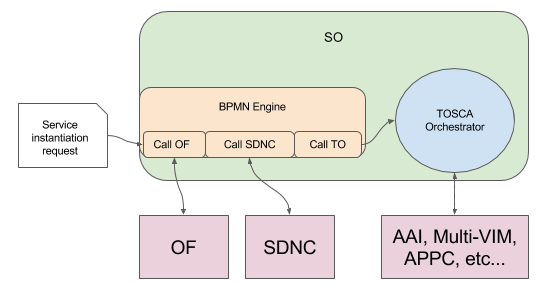 SO
BPMN Engine
TOSCA
Orchestrator
Service
instantiation
request
Call OF
Call SDNC
Call TO
OF
SDNC
AAI, Multi-VIM,
APPC, etc...